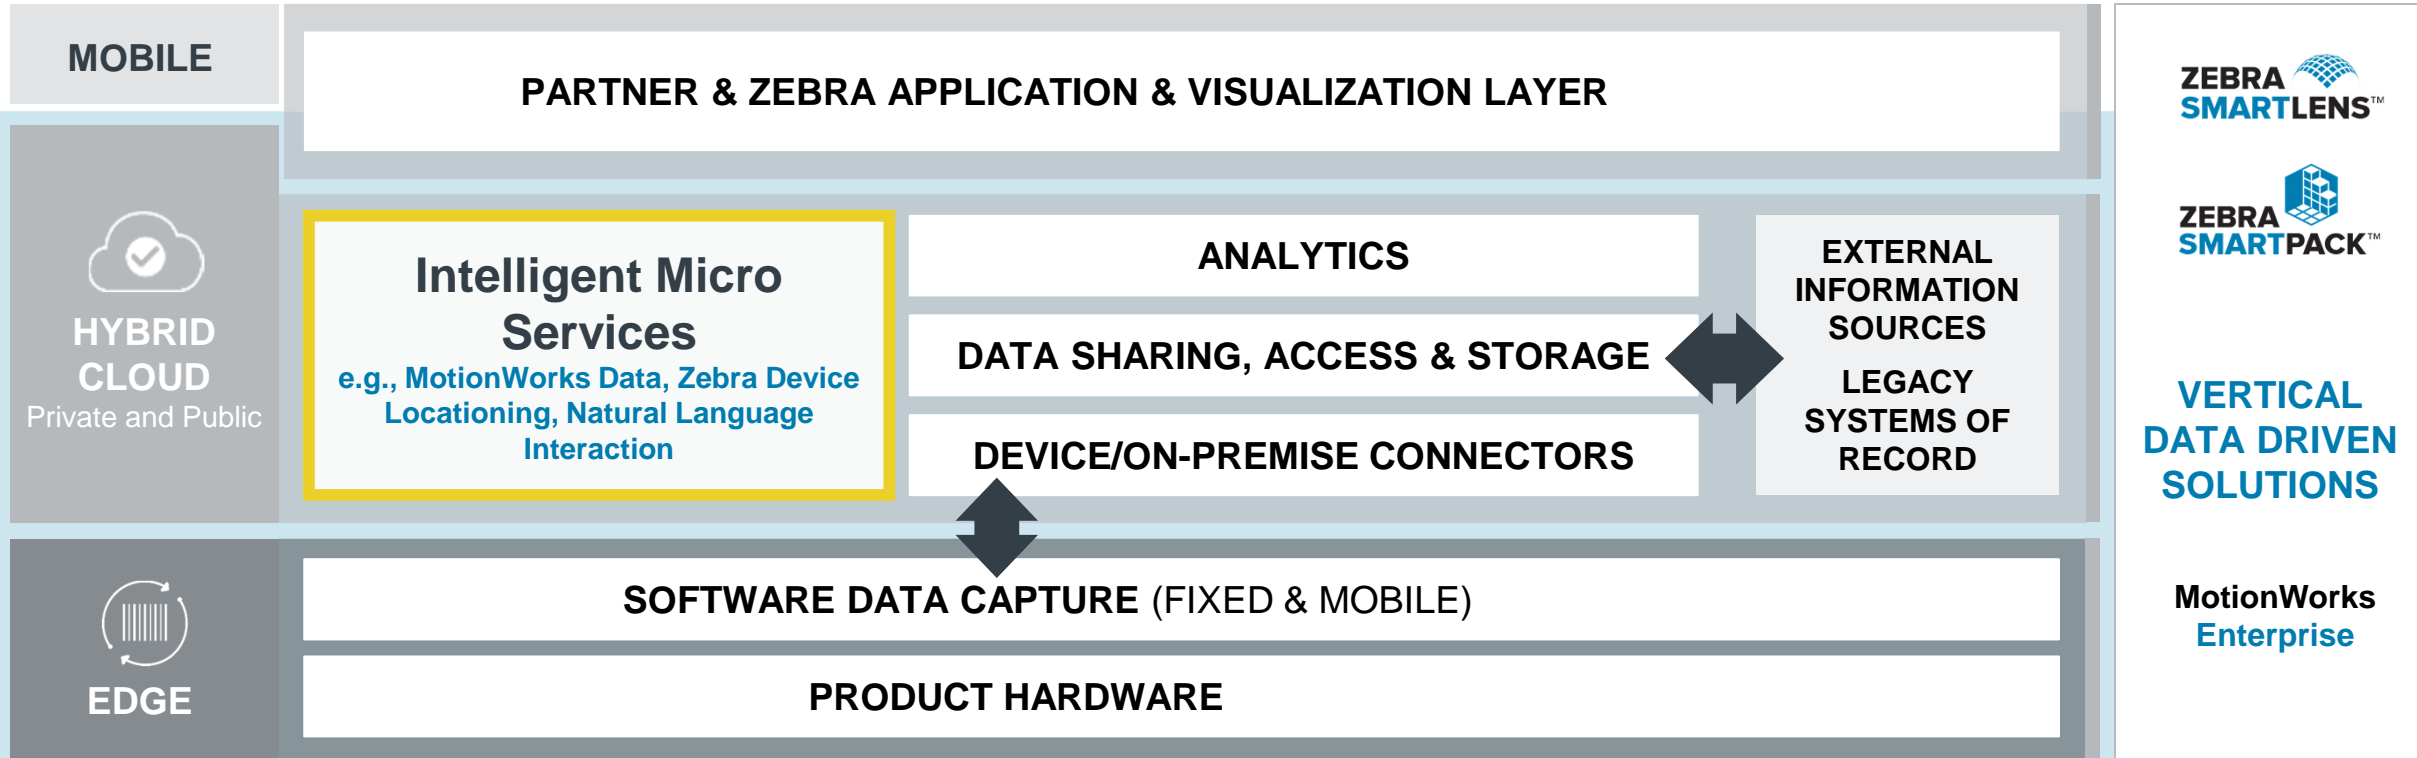 MOBILE
PARTNER & ZEBRA APPLICATION & VISUALIZATION LAYER
HYBRID
CLOUD
Private and Public
Intelligent Micro
Services
e.g., MotionWorks Data, Zebra Device
Locationing, Natural Language
Interaction
ANALYTICS
DATA SHARING, ACCESS & STORAGE
DEVICE/ON-PREMISE CONNECTORS
EXTERNAL
INFORMATION
SOURCES
LEGACY
SYSTEMS OF
RECORD
EDGE
SOFTWARE DATA CAPTURE (FIXED & MOBILE)
PRODUCT HARDWARE
ZEBRA
SMARTLENS™
ZEBRA
SMARTPACK™
VERTICAL
DATA DRIVEN
SOLUTIONS
MotionWorks
Enterprise